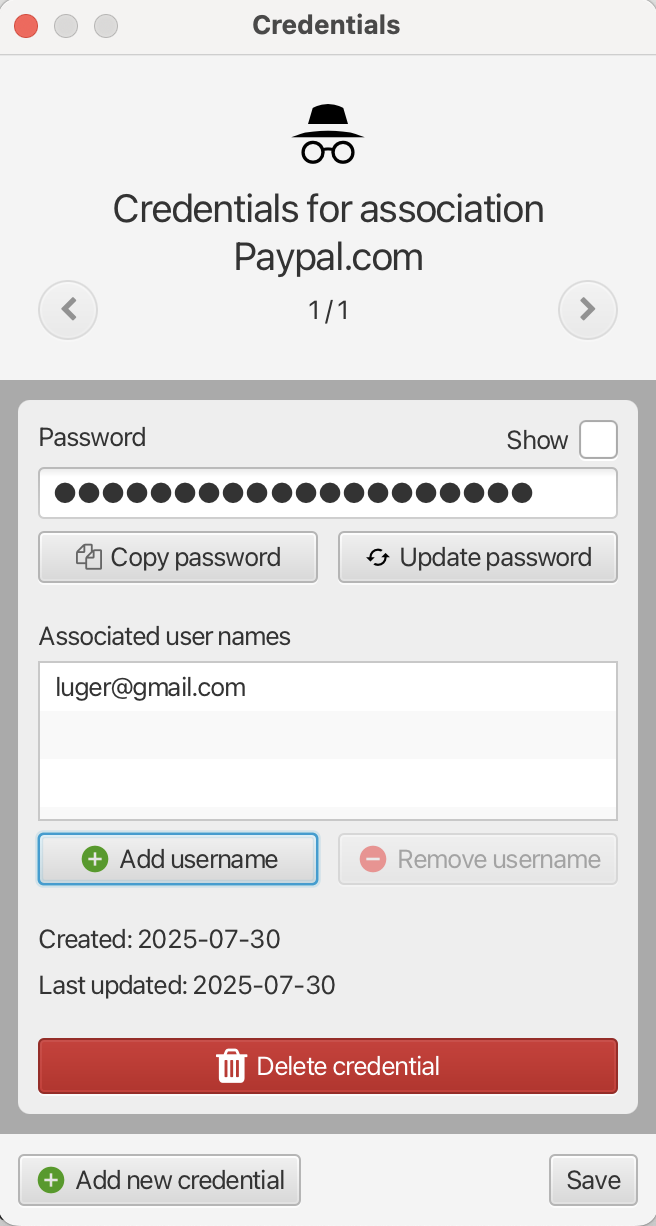 Credentials
Credentials for association
Paypal.com
1/1
Password
Show
●●●●●●●●●●●●●●●●●●●●
Copy password
Update password
Associated user names
luger@gmail.com
Add username
Remove username
Created: 2025-07-30
Last updated: 2025-07-30
Delete credential
Add new credential
Save